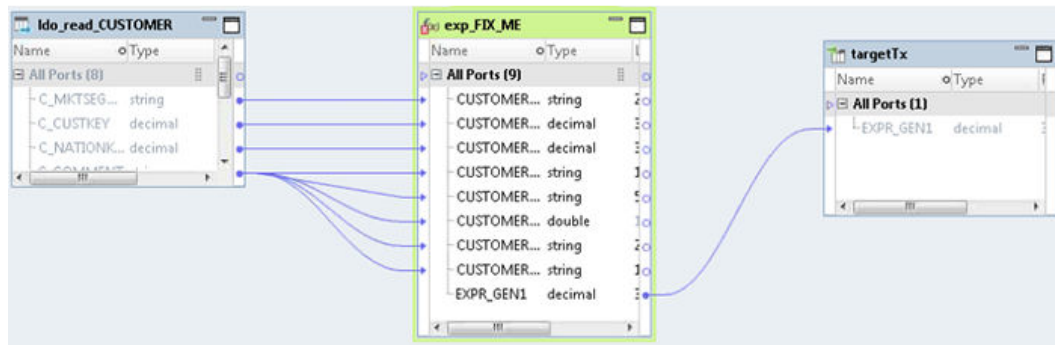 ldo_read_CUSTOMER
Name Type
All Ports (8)
C_MKTSEG... string
C_CUSTKEY decimal
C_NATIONK... decimal
exp_FIX_ME
Name Type
All Ports (9)
CUSTOMER... string
CUSTOMER... decimal
CUSTOMER... decimal
CUSTOMER... string
CUSTOMER... string
CUSTOMER... double
CUSTOMER... string
CUSTOMER... string
EXPR_GEN1 decimal
targetTx
Name Type
All Ports (1)
EXPR_GEN1 decimal